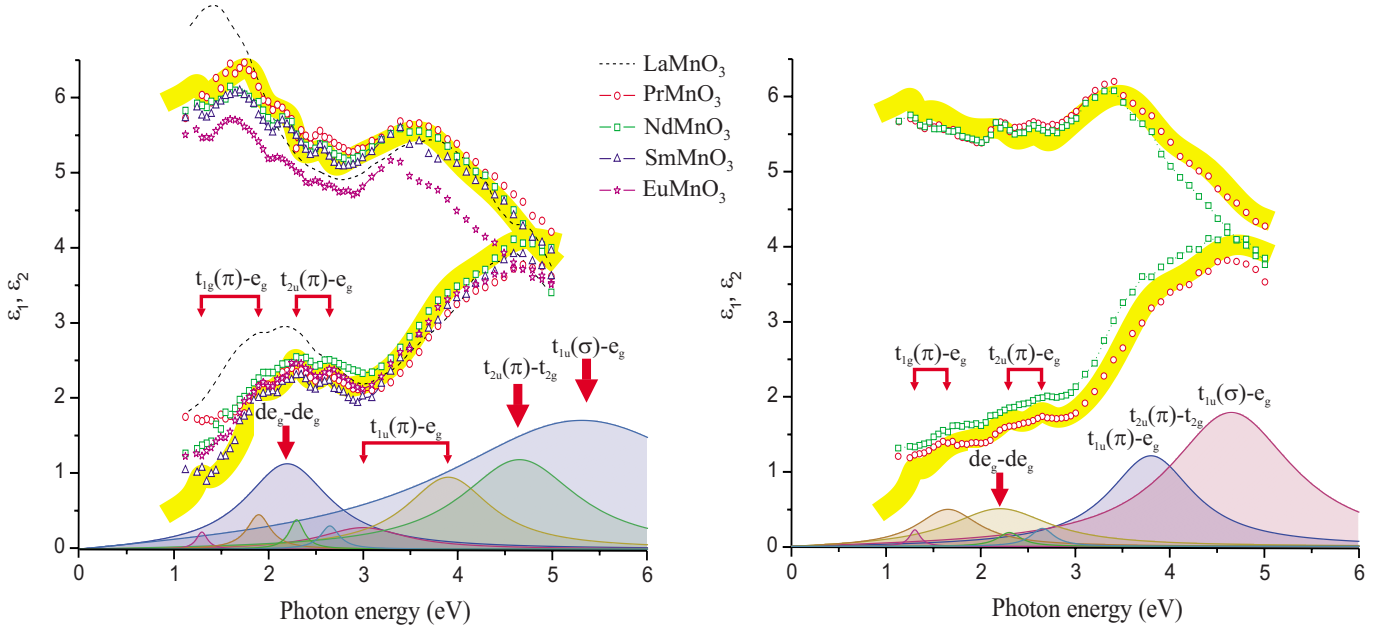 LaMnO₃
PrMnO₃
NdMnO₃
SmMnO₃
EuMnO₃
ε₁, ε₂
6
5
4
3
2
1
0
t₁g(π)-eg t₂u(π)-eg
deg-deg
t₁u(π)-eg
t₂u(π)-t₂g
t₁u(σ)-eg
0 1 2 3 4 5 6
Photon energy (eV)
ε₁, ε₂
6
5
4
3
2
1
0
t₁g(π)-eg t₂u(π)-eg
deg-deg
t₁u(σ)-eg
t₂u(π)-t₂g
t₁u(π)-eg
0 1 2 3 4 5 6
Photon energy (eV)